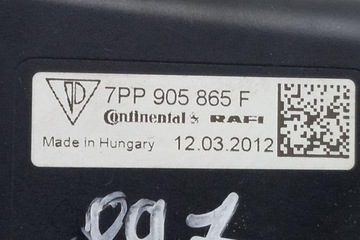 7PP 905 865 F
Continental & RAFI
Made in Hungary 12.03.2012